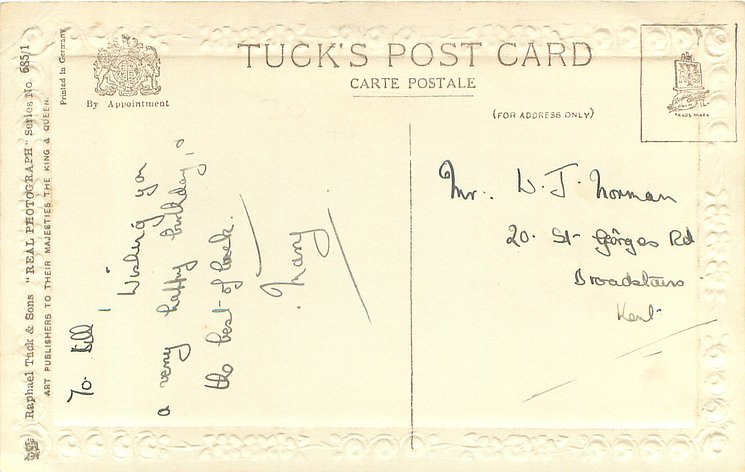 TUCK'S POST CARD
CARTE POSTALE
By Appointment
(FOR ADDRESS ONLY)
TRADE MARK
Printed in Germany
Raphael Tuck & Sons "REAL PHOTOGRAPH" Series No. 685/1
ART PUBLISHERS TO THEIR MAJESTIES THE KING & QUEEN.
To Bill
Wishing you
a very happy birthday, &
the best of luck.
Mary.
Mr. W. J. Norman
20. St Georges Rd
Broadstairs
Kent